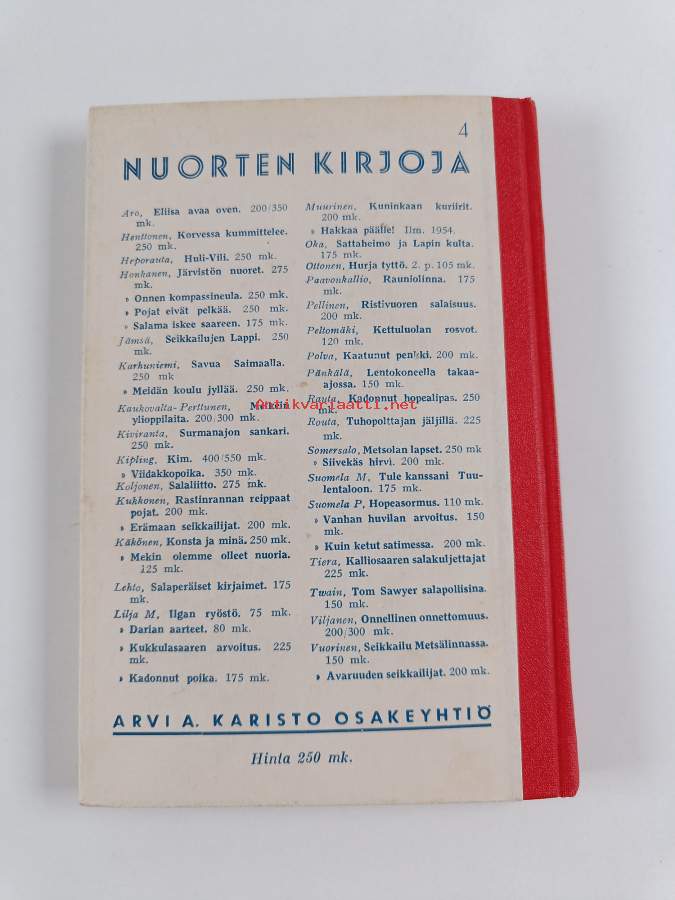 4
NUORTEN KIRJOJA
Aro, Eliisa avaa oven. 200/350
mk.
Henttonen, Korvessa kummittelee.
250 mk.
Heporauta, Huli-Vili. 250 mk.
Honkanen, Järvistön nuoret. 275
mk.
» Onnen kompassineula. 250 mk.
» Pojat eivät pelkää. 250 mk.
» Salama iskee saareen. 175 mk.
Jämsä, Seikkailujen Lappi. 250
mk.
Karhuniemi, Savua Saimaalla.
250 mk
» Meidän koulu jyllää. 250 mk.
Kaukovalta-Perttunen, Melkein
ylioppilaita. 200/300 mk.
Kiviranta, Surmanajon sankari.
250 mk.
Kipling, Kim. 400/550 mk.
» Viidakkopoika. 350 mk.
Koljonen, Salaliitto. 275 mk.
Kukkonen, Rastinrannan reippaat
pojat. 200 mk.
» Erämaan seikkailijat. 200 mk.
Käkönen, Konsta ja minä. 250 mk.
» Mekin olemme olleet nuoria.
125 mk.
Lehto, Salaperäiset kirjaimet. 175
mk.
Lilja M, Ilgan ryöstö. 75 mk.
» Darian aarteet. 80 mk.
» Kukkulasaaren arvoitus. 225
mk.
» Kadonnut poika. 175 mk.
Muurinen, Kuninkaan kuriirit.
200 mk.
» Hakkaa päälle! Ilm. 1954.
Oka, Sattaheimo ja Lapin kulta.
175 mk.
Ottonen, Hurja tyttö. 2. p. 105 mk.
Paavonkallio, Rauniolinna. 175
mk.
Pellinen, Ristivuoren salaisuus.
200 mk.
Peltomäki, Kettuluolan rosvot.
120 mk.
Polva, Kaatunut penkki. 200 mk.
Pänkälä, Lentokoneella takaa-
ajossa. 150 mk.
Rauta, Kadonnut hopealipas. 250
mk.
Routa, Tuhopolttajan jäljillä. 225
mk.
Somersalo, Metsolan lapset. 250 mk
» Siivekäs hirvi. 200 mk.
Suomela M, Tule kanssani Tuu-
lentaloon. 175 mk.
Suomela P, Hopeasormus. 110 mk.
» Vanhan huvilan arvoitus. 150
mk.
» Kuin ketut satimessa. 200 mk.
Tiera, Kalliosaaren salakuljettajat
225 mk.
Twain, Tom Sawyer salapoliisina.
150 mk.
Viljanen, Onnellinen onnettomuus.
200/300 mk.
Vuorinen, Seikkailu Metsälinnassa.
150 mk.
» Avaruuden seikkailijat. 200 mk.
Antikvariaatti.net
ARVI A. KARISTO OSAKEYHTIÖ
Hinta 250 mk.